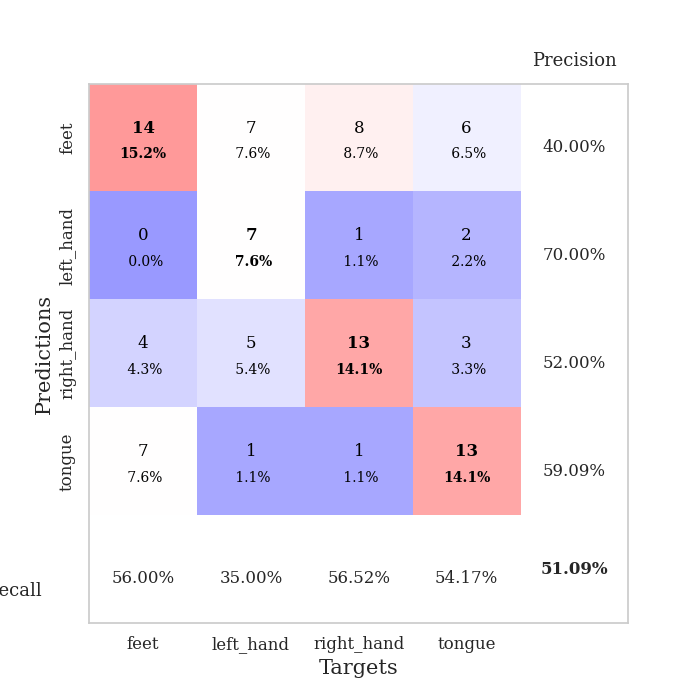 Precision
feet
14 7 8 6
15.2% 7.6% 8.7% 6.5%
40.00%
left_hand
0 7 1 2
0.0% 7.6% 1.1% 2.2%
70.00%
right_hand
4 5 13 3
4.3% 5.4% 14.1% 3.3%
52.00%
tongue
7 1 1 13
7.6% 1.1% 1.1% 14.1%
59.09%
Predictions
ecall
56.00% 35.00% 56.52% 54.17% 51.09%
feet left_hand right_hand tongue
Targets